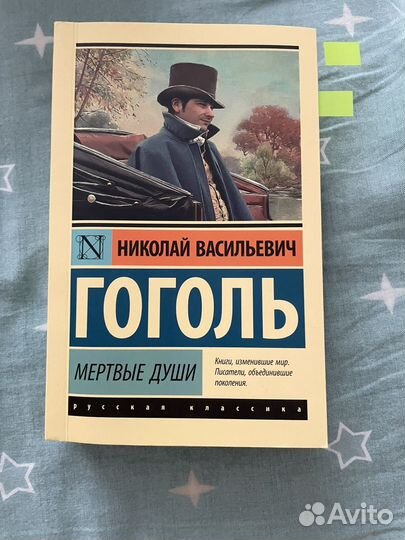 N
НИКОЛАЙ ВАСИЛЬЕВИЧ
ГОГОЛЬ
МЕРТВЫЕ ДУШИ
Книги, изменившие мир.
Писатели, объединившие
поколения.
русская классика
Avito